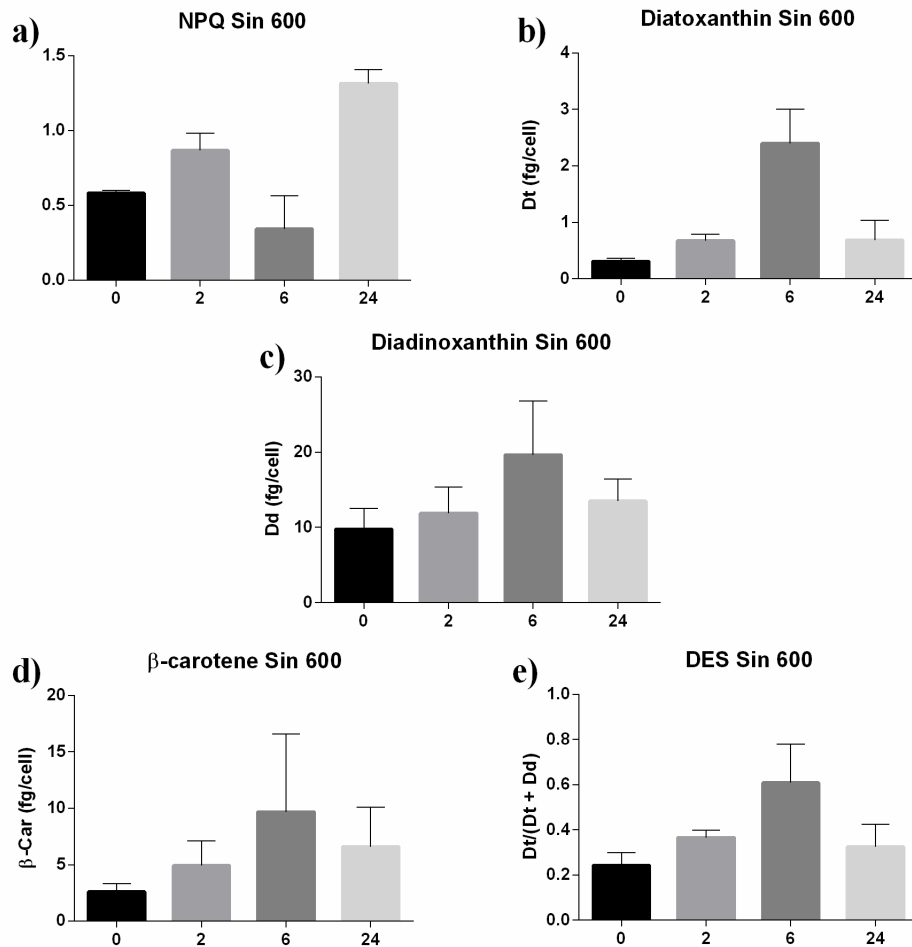 a)
NPQ Sin 600
1.5
1.0
0.5
0.0
0 2 6 24
b)
Diatoxanthin Sin 600
Dt (fg/cell)
4
3
2
1
0
0 2 6 24
c)
Diadinoxanthin Sin 600
Dd (fg/cell)
30
20
10
0
0 2 6 24
d)
β-carotene Sin 600
β-Car (fg/cell)
20
15
10
5
0
0 2 6 24
e)
DES Sin 600
Dt/(Dt + Dd)
1.0
0.8
0.6
0.4
0.2
0.0
0 2 6 24